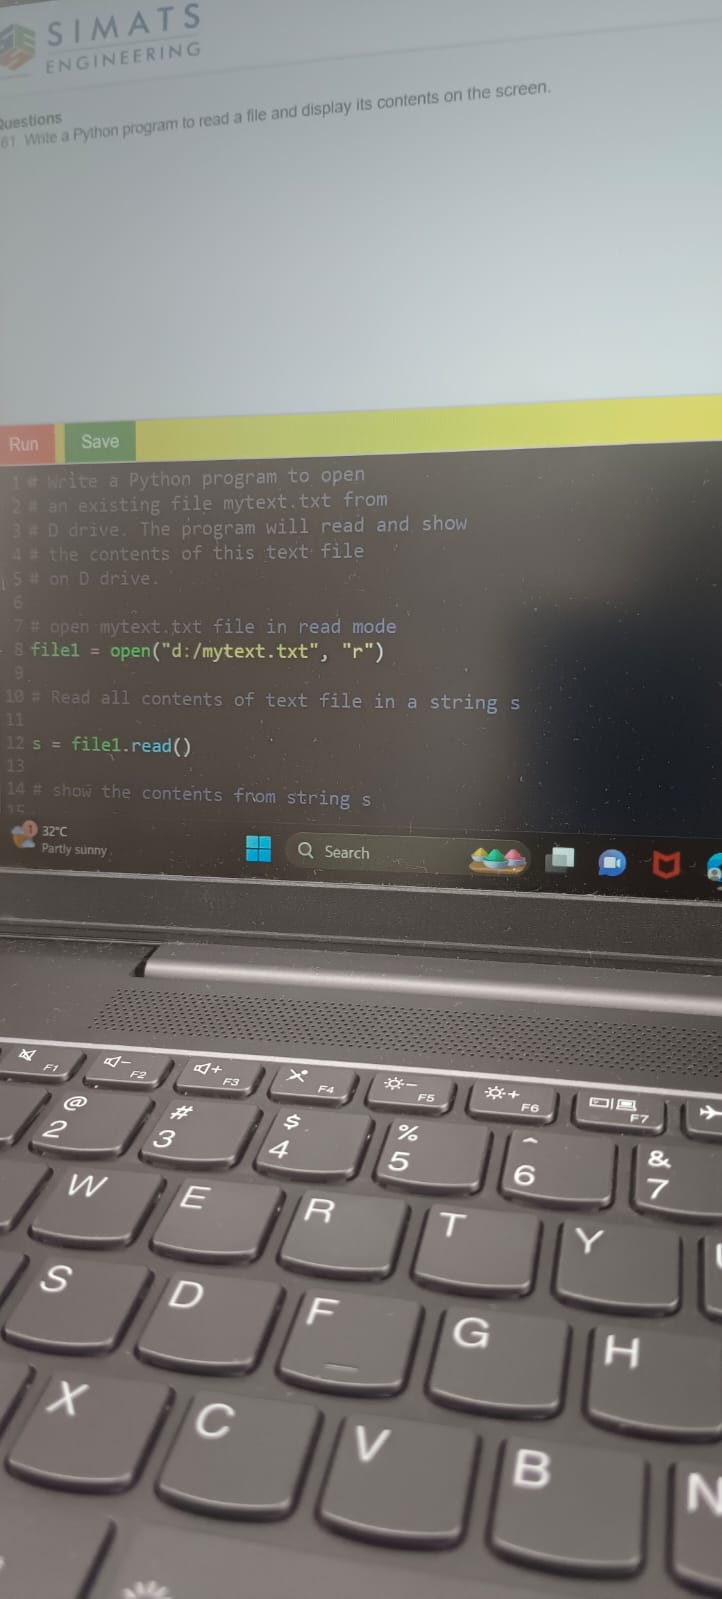 SIMATS
ENGINEERING
Questions
61 Write a Python program to read a file and display its contents on the screen.
Run Save
1 # Write a Python program to open
2 # an existing file mytext.txt from
3 # D drive. The program will read and show
4 # the contents of this text file
5 # on D drive.
6
7 # open mytext.txt file in read mode
8 file1 = open("d:/mytext.txt", "r")
9
10 # Read all contents of text file in a string s
11
12 s = file1.read()
13
14 # show the contents from string s
15
1 32°C
Partly sunny
Search
F1 F2 F3 F4 F5 F6 F7
@ # $ % ^ &
2 3 4 5 6 7
W E R T Y
S D F G H
X C V B N